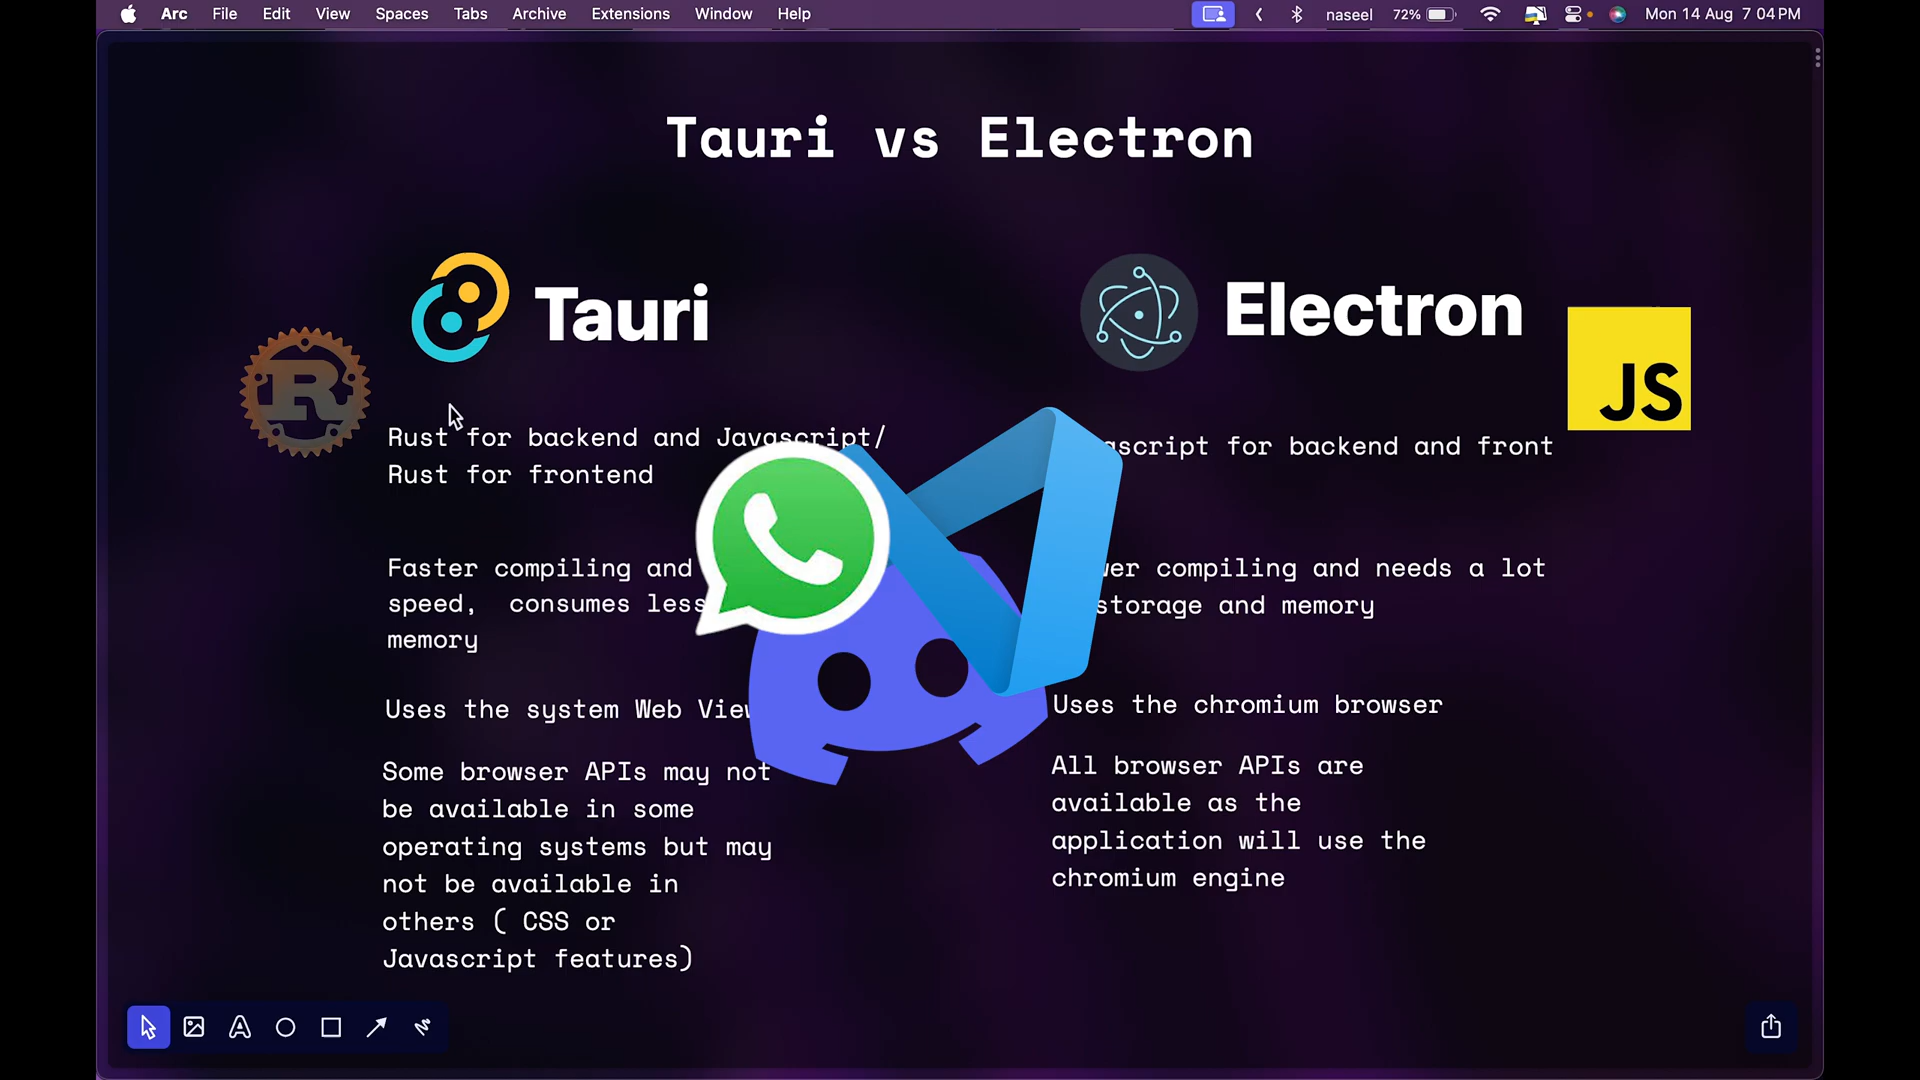 Arc File Edit View Spaces Tabs Archive Extensions Window Help naseel 72% Mon 14 Aug 7 04 PM
Tauri vs Electron
Tauri
R
Rust for backend and Javascript/
Rust for frontend
Faster compiling and
speed, consumes less
memory
Uses the system Web View
Some browser APIs may not
be available in some
operating systems but may
not be available in
others ( CSS or
Javascript features)
Electron
JS
ascript for backend and front
wer compiling and needs a lot
storage and memory
Uses the chromium browser
All browser APIs are
available as the
application will use the
chromium engine